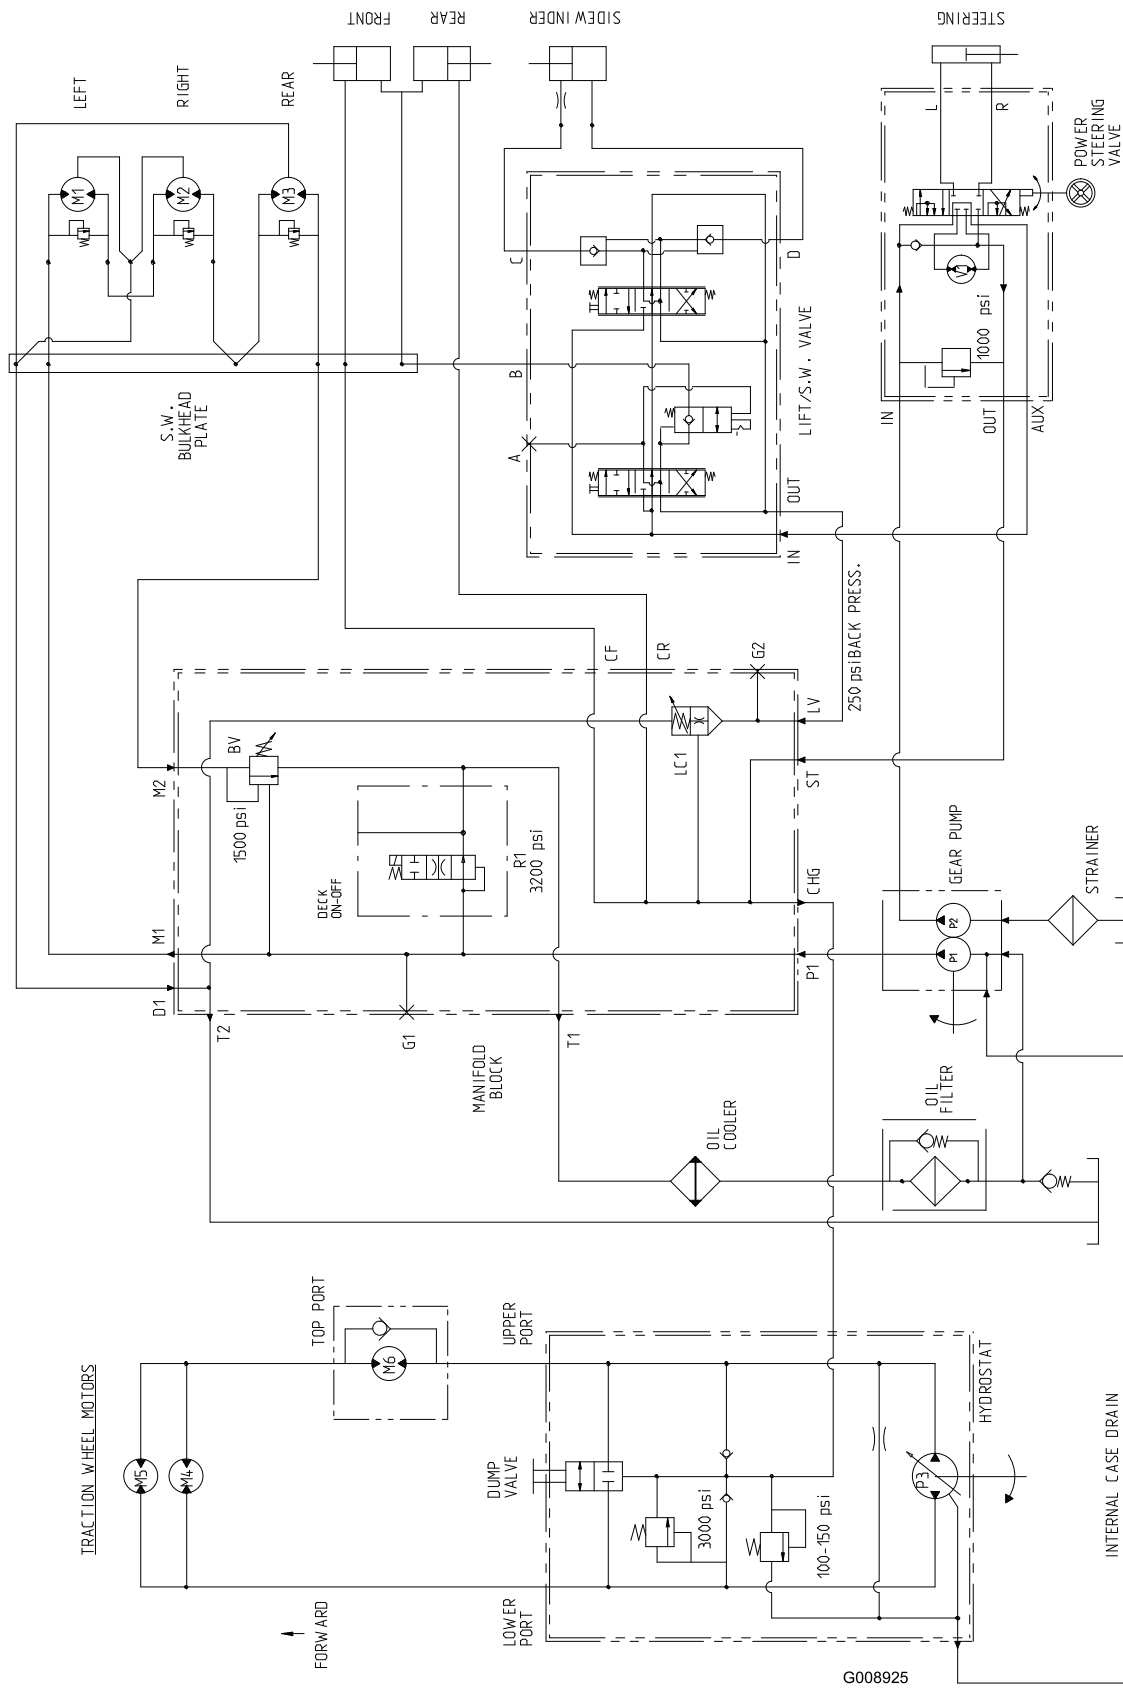 FRONT
REAR
SIDEWINDER
STEERING
LEFT
RIGHT
REAR
M1
M2
M3
L
R
POWER
STEERING
VALVE
V1
1000 psi
IN
OUT
AUX
C
D
B
A
LIFT/S.W. VALVE
OUT
IN
S.W.
BULKHEAD
PLATE
250 psi BACK PRESS.
CF
CR
G2
LV
ST
LC1
BV
M2
1500 psi
DECK
ON-OFF
R1
3200 psi
CHG
GEAR PUMP
STRAINER
M1
P1
P1
P2
D1
T2
G1
T1
MANIFOLD
BLOCK
OIL
COOLER
OIL
FILTER
TOP PORT
M6
UPPER
PORT
TRACTION WHEEL MOTORS
M5
M4
DUMP
VALVE
3000 psi
100-150 psi
P3
HYDROSTAT
LOWER
PORT
FORWARD
INTERNAL CASE DRAIN
G008925